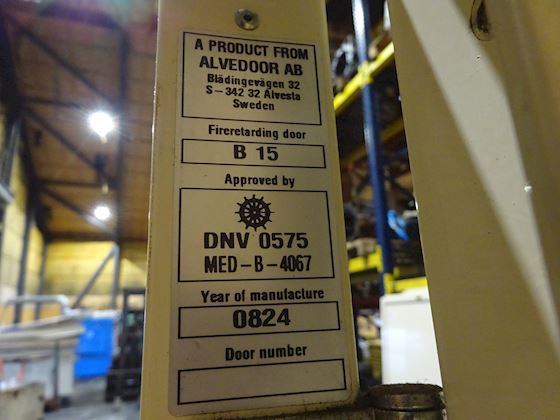 A PRODUCT FROM
ALVEDOOR AB
Blädingevägen 32
S-342 32 Alvesta
Sweden
Fireretarding door
B 15
Approved by
DNV 0575
MED-B-4067
Year of manufacture
0824
Door number